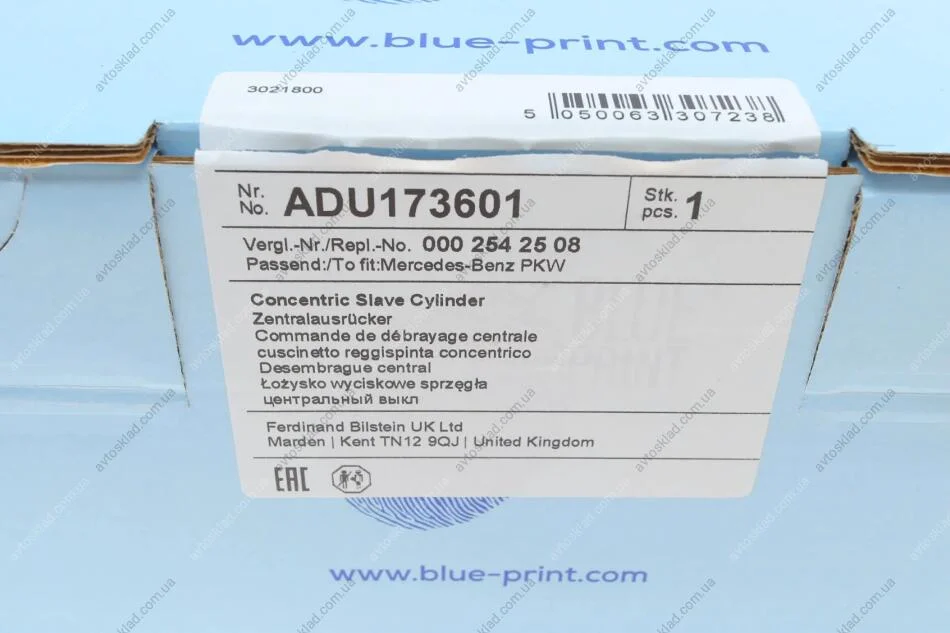 www.blue-print.com
3021800
5 050063 307238
Nr.
No. ADU173601
Stk.
pcs. 1
Vergl.-Nr./Repl.-No. 000 254 25 08
Passend:/To fit:Mercedes-Benz PKW
Concentric Slave Cylinder
Zentralausrücker
Commande de débrayage centrale
cuscinetto reggispinta concentrico
Desembrague central
Łożysko wyciskowe sprzęgła
центральный выкл
Ferdinand Bilstein UK Ltd
Marden | Kent TN12 9QJ | United Kingdom
EAC
www.blue-print.com
avtosklad.com.ua